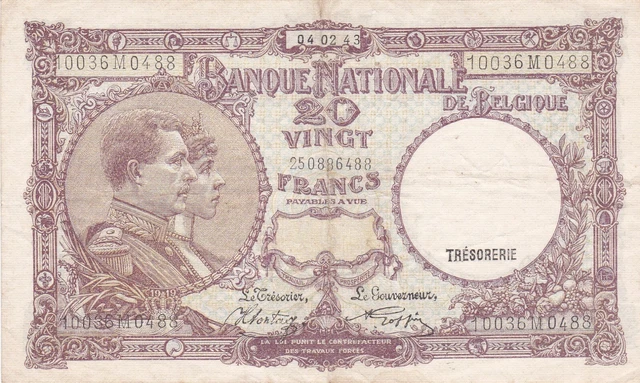 04 02 43
10036M0488
10036M0488
BANQUE NATIONALE
DE BELGIQUE
20
VINGT
250886488
FRANCS
PAYABLES A VUE
TRÉSORERIE
1919
Le Trésorier, Le Gouverneur,
10036M0488
10036M0488
LA LOI PUNIT LE CONTREFACTEUR
DES TRAVAUX FORCÉS